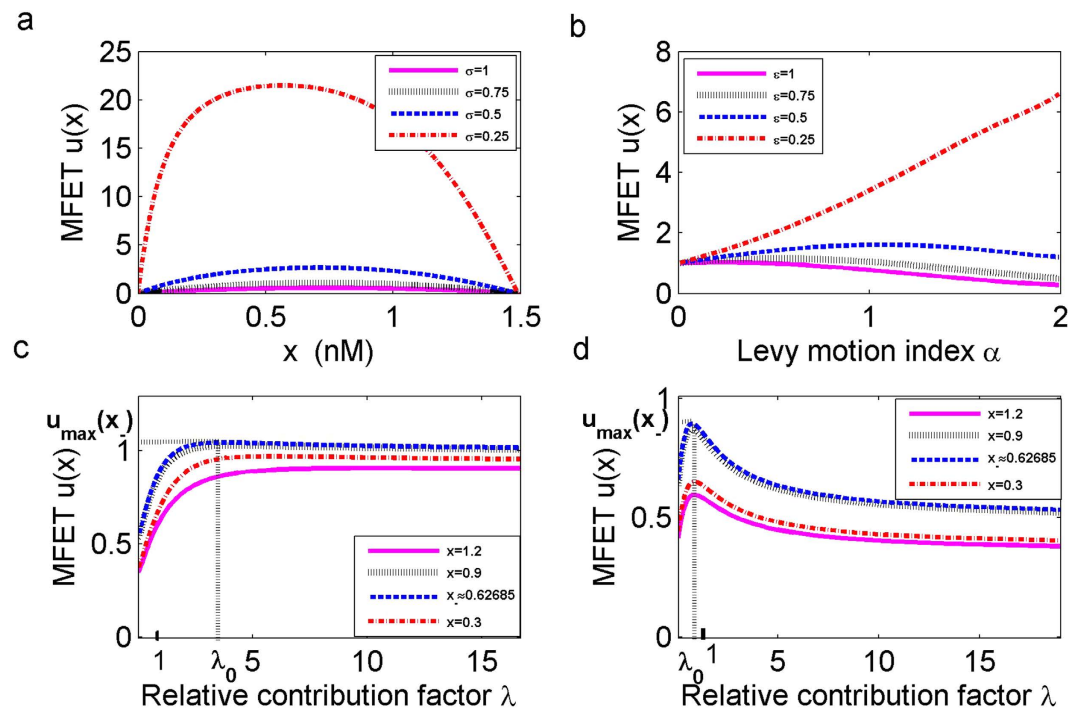 a
25
20
15
10
5
0
MFET u(x)
σ=1
σ=0.75
σ=0.5
σ=0.25
0
0.5
1
1.5
x (nM)
b
8
6
4
2
0
MFET u(x)
ε=1
ε=0.75
ε=0.5
ε=0.25
0
1
2
Levy motion index α
c
u_max(x_)
1
0.5
0
MFET u(x)
x=1.2
x=0.9
x_≈0.62685
x=0.3
1
λ₀
5
10
15
Relative contribution factor λ
d
1
u_max(x_)
0.5
0
MFET u(x)
x=1.2
x=0.9
x_≈0.62685
x=0.3
λ₀
1
5
10
15
Relative contribution factor λ